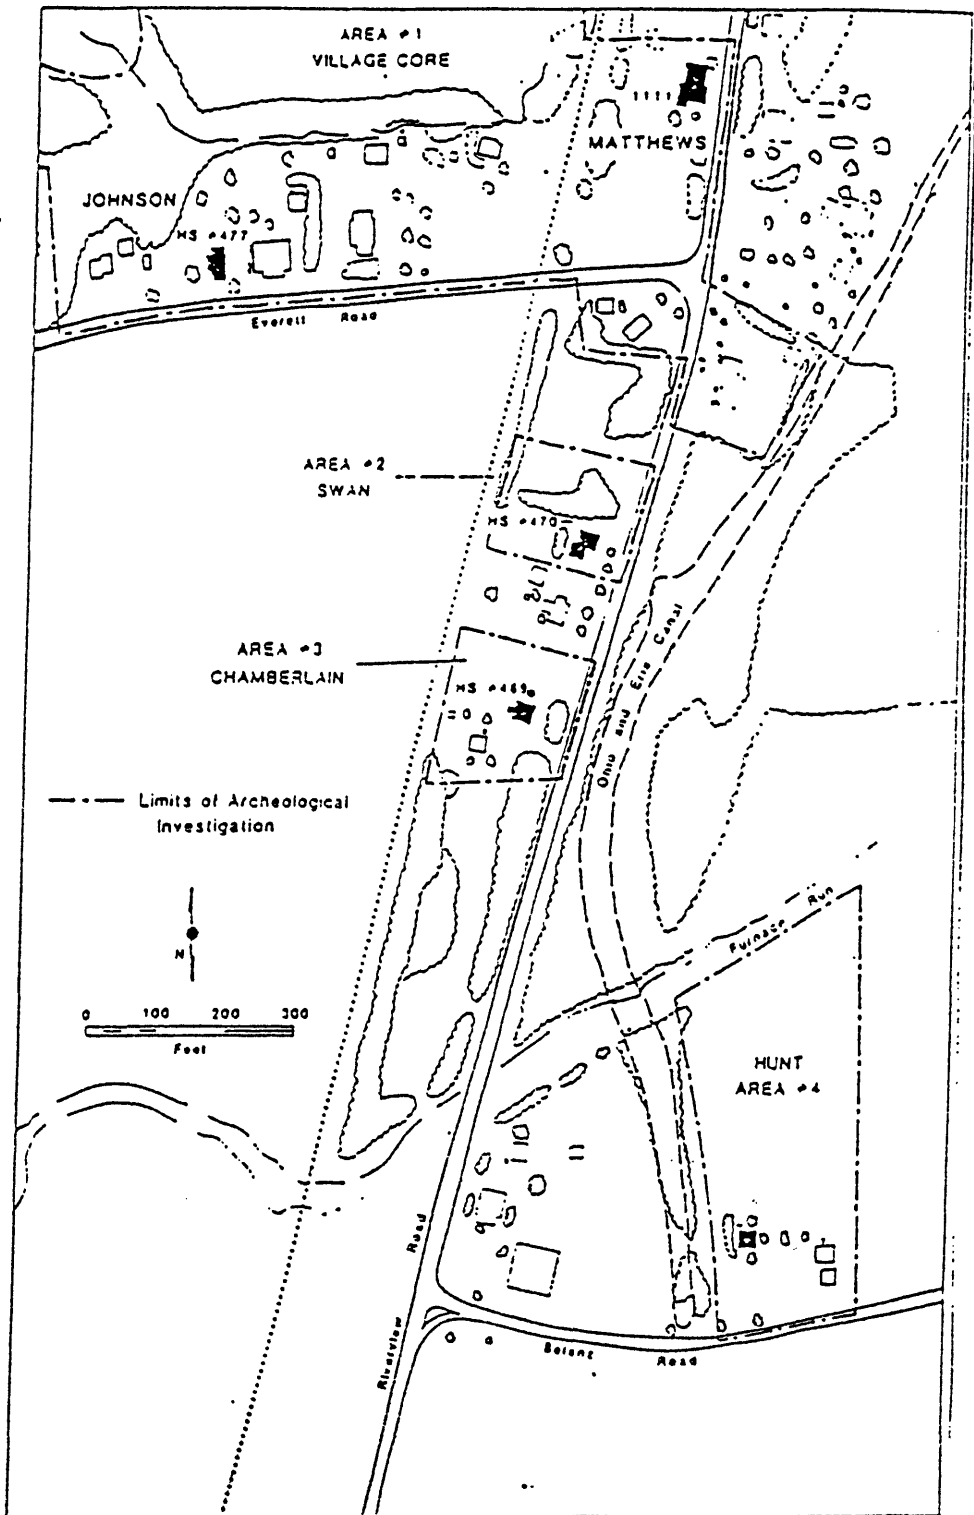 AREA #1
VILLAGE CORE
1111
MATTHEWS
JOHNSON
HS #477
Everett Road
AREA #2
SWAN
HS #470
AREA #3
CHAMBERLAIN
HS #469
Ohio and Erie Canal
Limits of Archeological
Investigation
N
0 100 200 300
Feet
Furnace Run
HUNT
AREA #4
Riverview Road
Bolanz Road